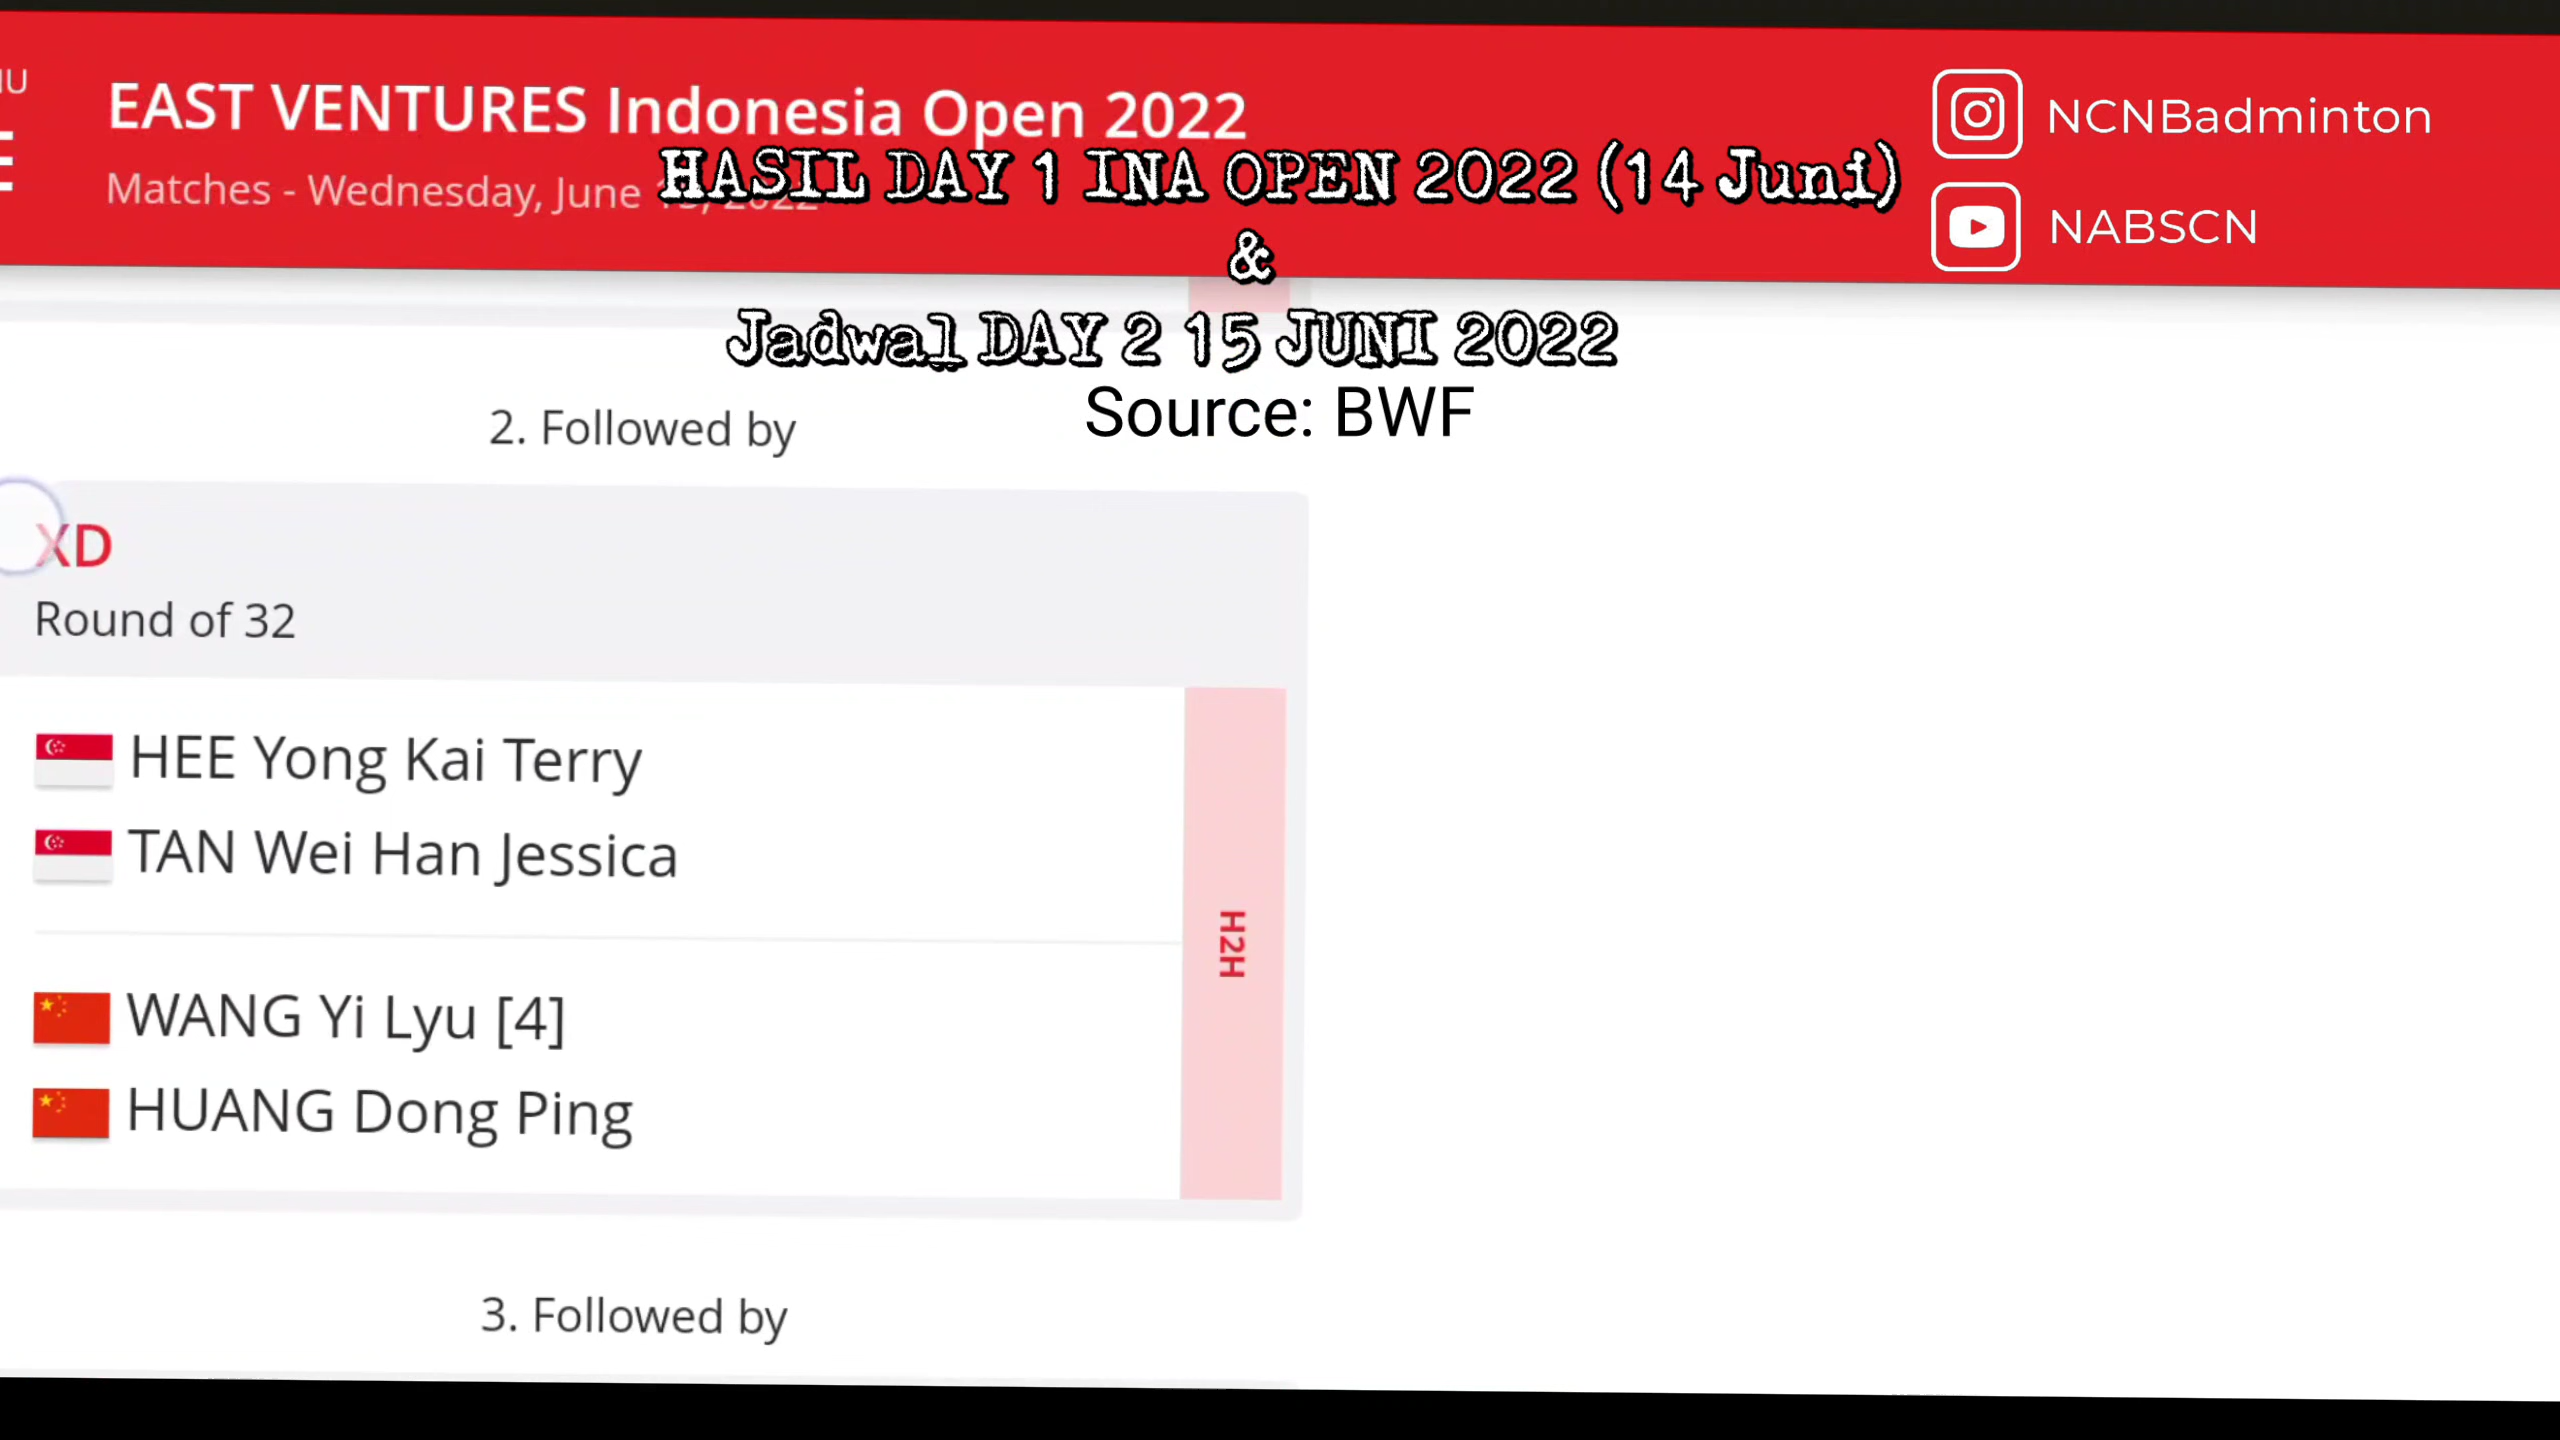 EAST VENTURES Indonesia Open 2022
NCNBadminton
HASIL DAY 1 INA OPEN 2022 (14 Juni)
Matches - Wednesday, June 2022
NABSCN
&
Jadwal DAY 2 15 JUNI 2022
Source: BWF
2. Followed by
XD
Round of 32
HEE Yong Kai Terry
TAN Wei Han Jessica
H2H
WANG Yi Lyu [4]
HUANG Dong Ping
3. Followed by